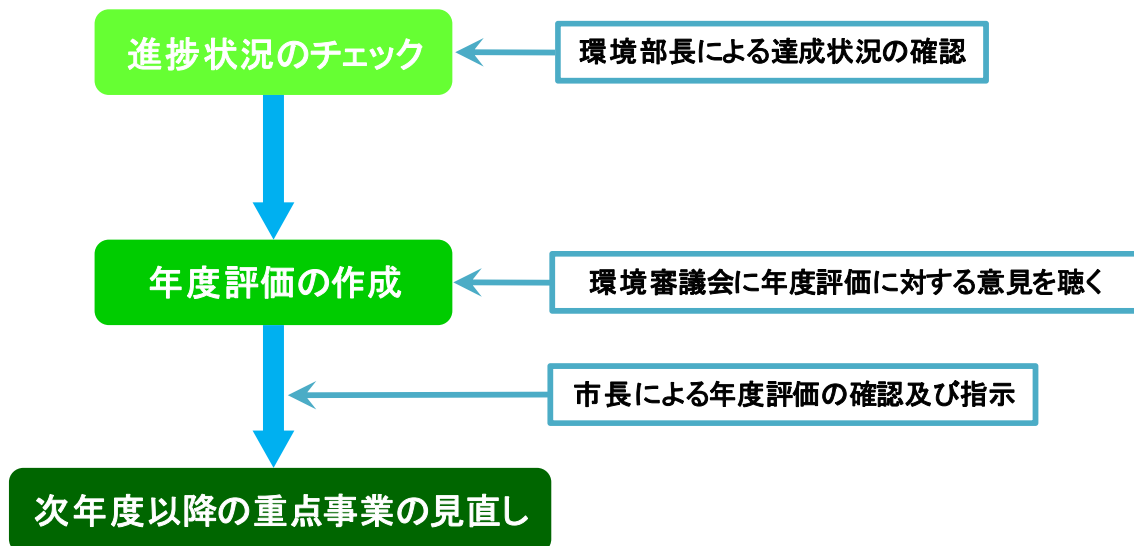 進捗状況のチェック
環境部長による達成状況の確認
年度評価の作成
環境審議会に年度評価に対する意見を聴く
市長による年度評価の確認及び指示
次年度以降の重点事業の見直し